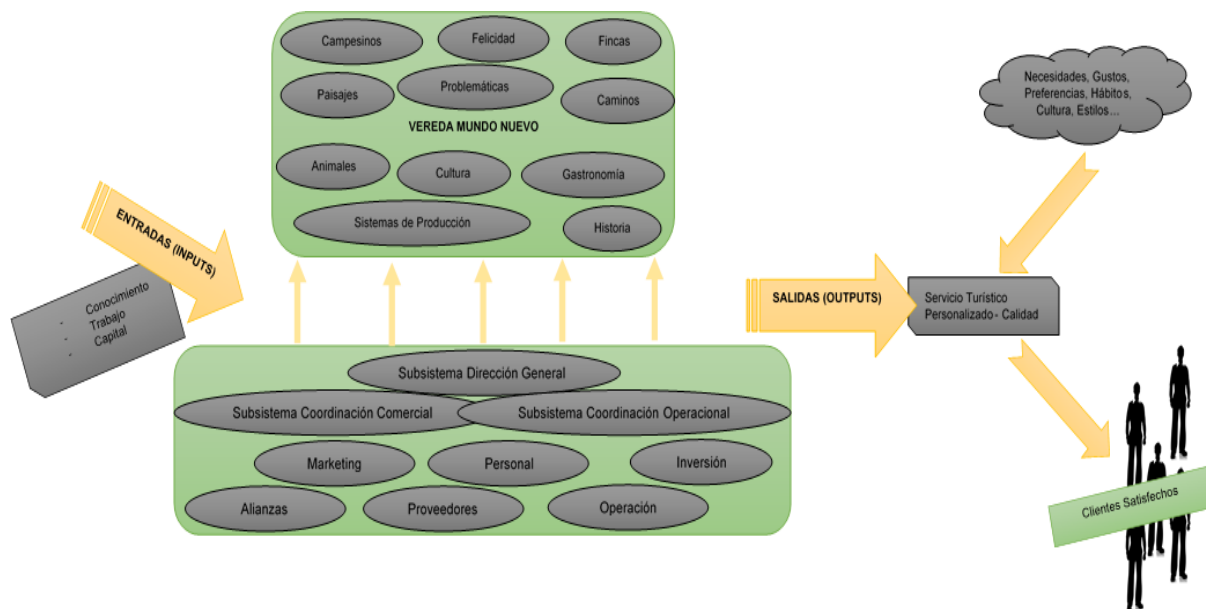 Campesinos
Felicidad
Fincas
Paisajes
Problemáticas
Caminos
VEREDA MUNDO NUEVO
Animales
Cultura
Gastronomía
Sistemas de Producción
Historia
ENTRADAS (INPUTS)
- Conocimiento
- Trabajo
- Capital
Subsistema Dirección General
Subsistema Coordinación Comercial
Subsistema Coordinación Operacional
Marketing
Personal
Inversión
Alianzas
Proveedores
Operación
SALIDAS (OUTPUTS)
Necesidades, Gustos,
Preferencias, Hábitos,
Cultura, Estilos…
Servicio Turístico
Personalizado - Calidad
Clientes Satisfechos